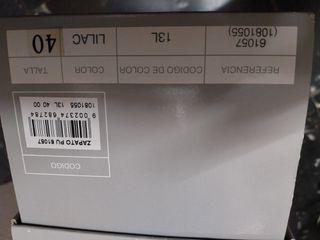 REFERENCIA CODIGO DE COLOR COLOR TALLA
61057 13L LILAC 40
(1081055)
CODIGO
ZAPATO PU 61057
1081055 13L 40 00
9 002374 682784